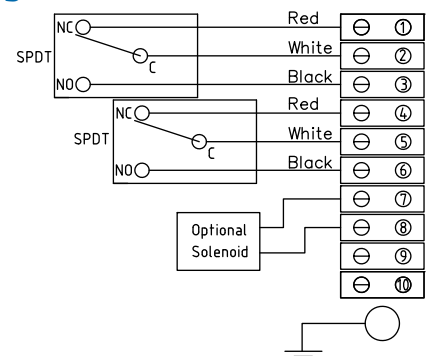 NC Red 1
SPDT C White 2
NO Black 3
NC Red 4
SPDT C White 5
NO Black 6
7
Optional 8
Solenoid 9
10